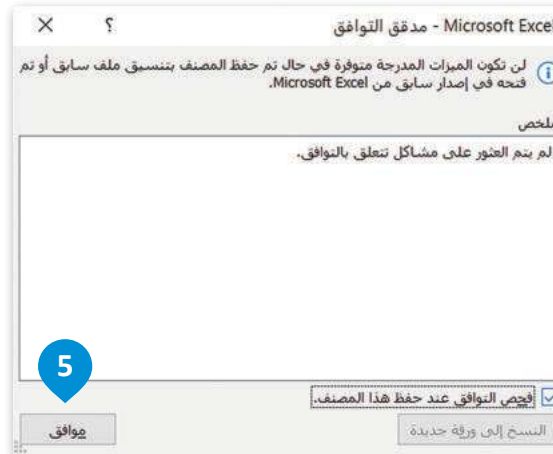 Microsoft Excel - مدقق التوافق
؟
لن تكون الميزات المدرجة متوفرة في حال تم حفظ المصنف بتنسيق ملف سابق أو تم
فتحه في إصدار سابق من Microsoft Excel.
ملخص
لم يتم العثور على مشاكل تتعلق بالتوافق.
5
فحص التوافق عند حفظ هذا المصنف.
النسخ إلى ورقة جديدة
موافق